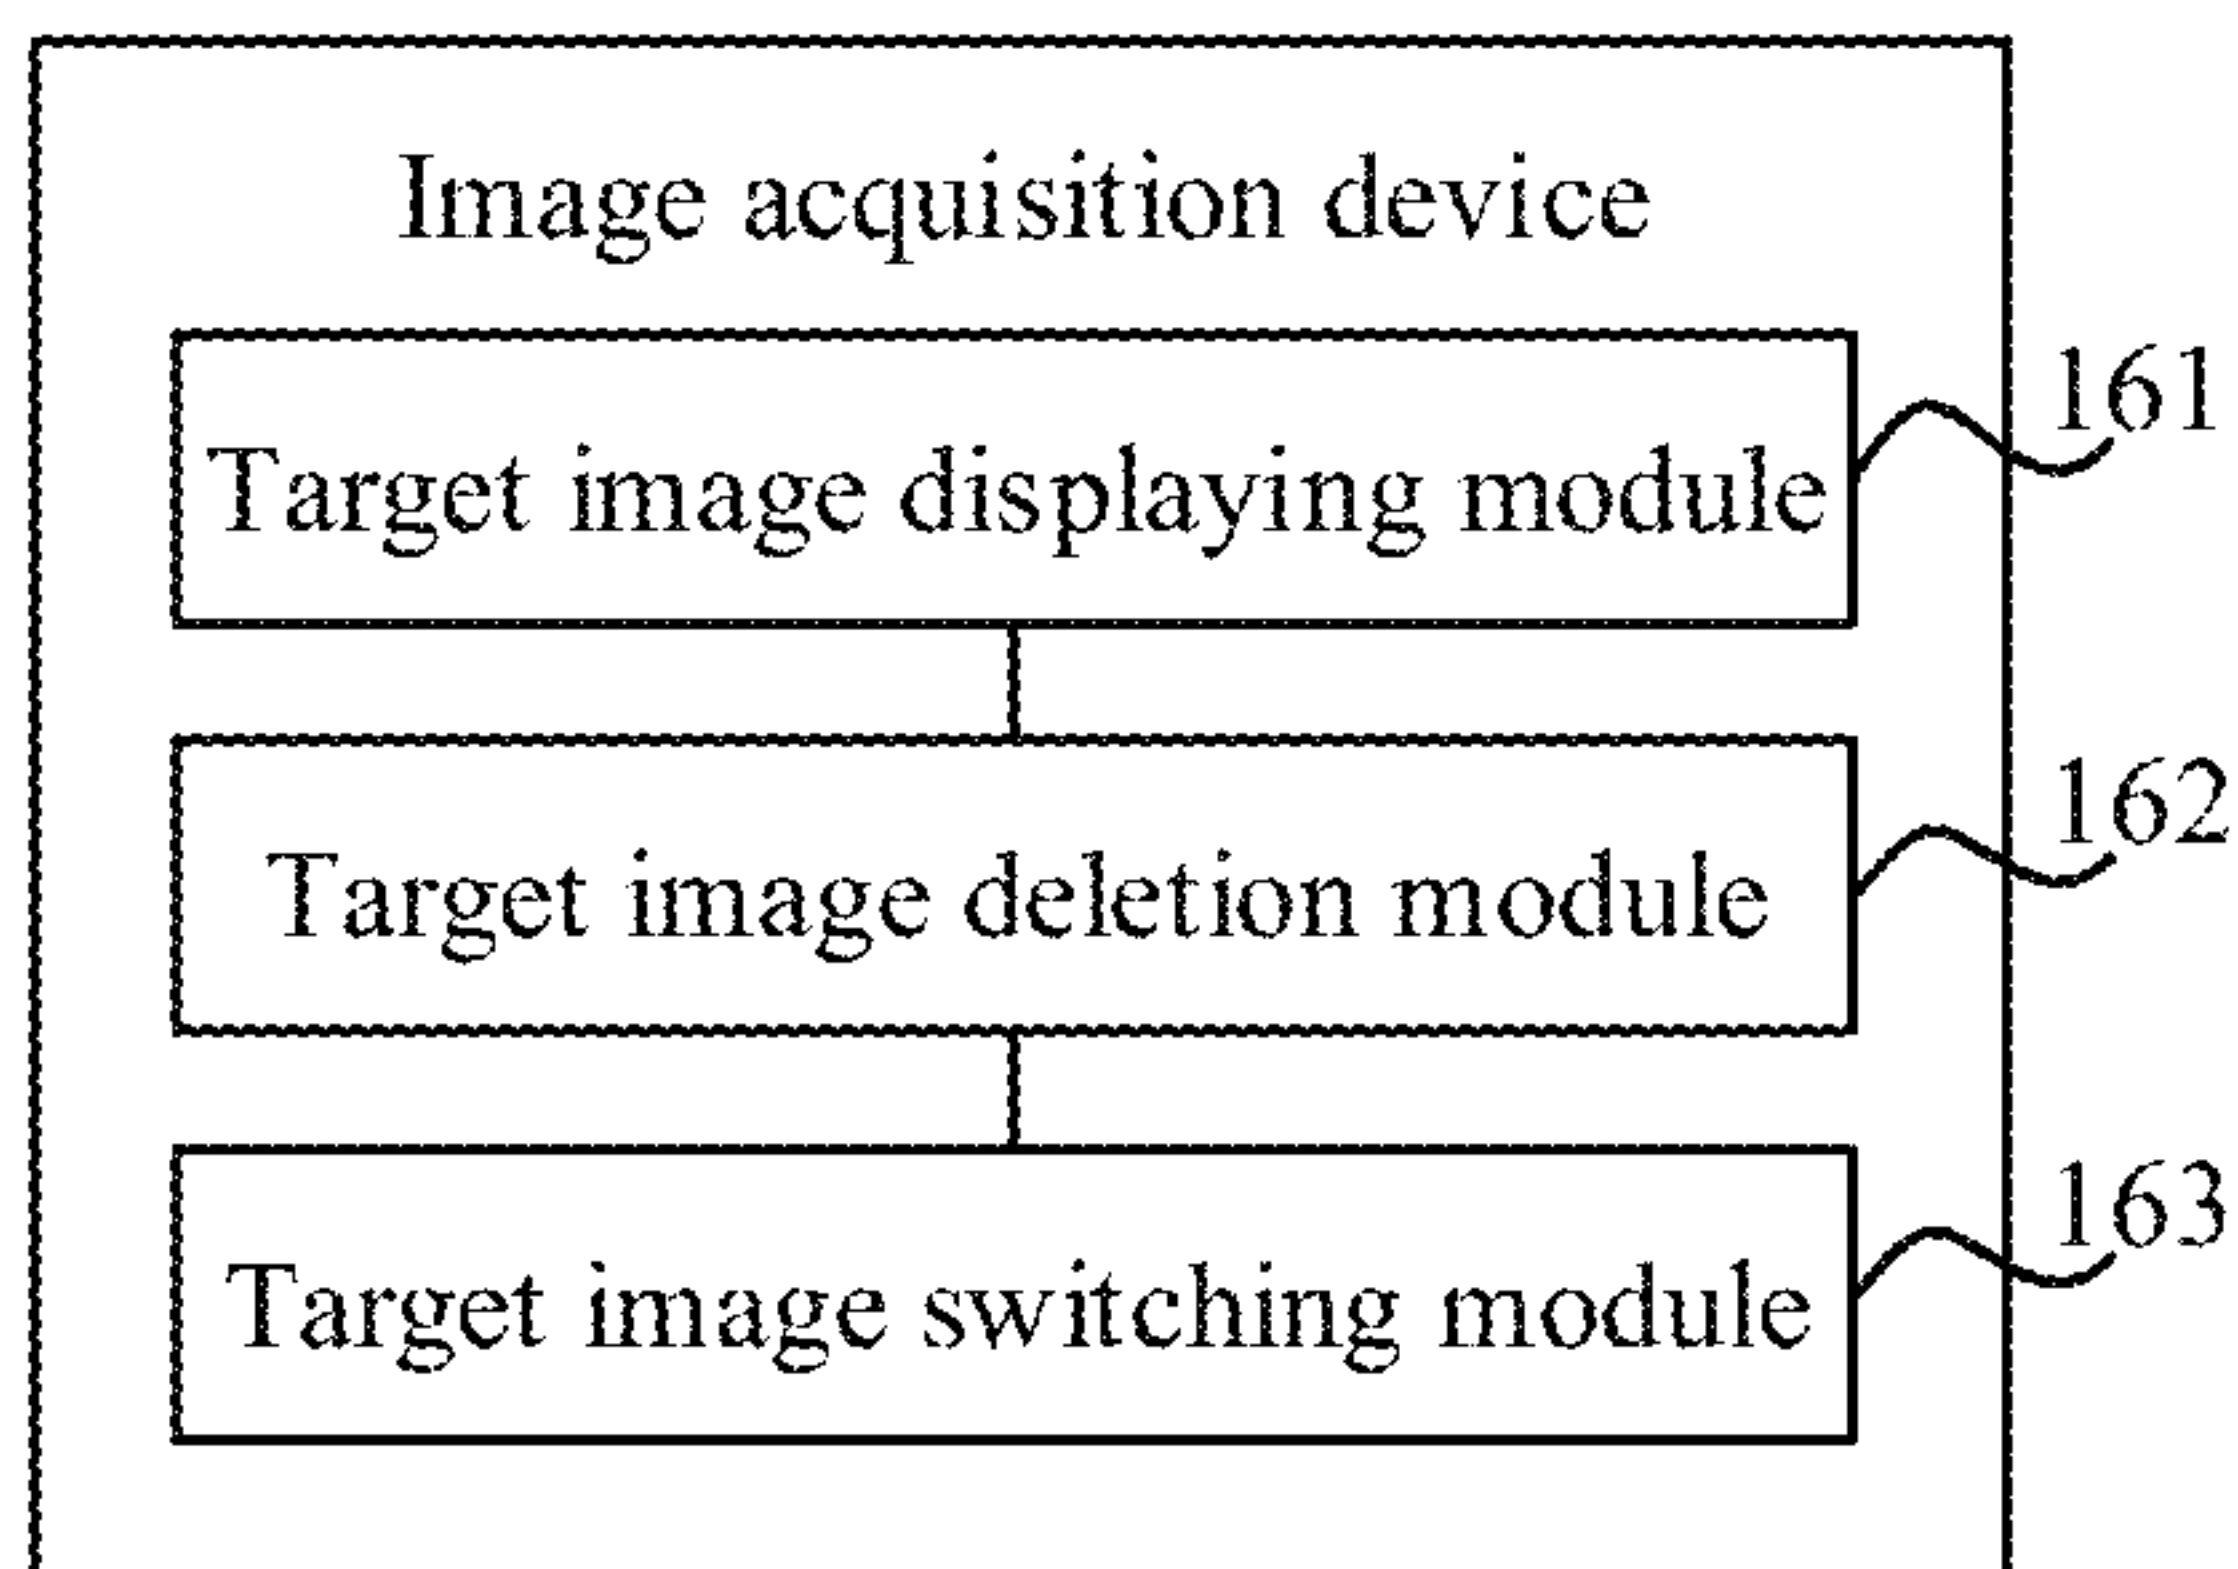 Image acquisition device
161
Target image displaying module
162
Target image deletion module
163
Target image switching module